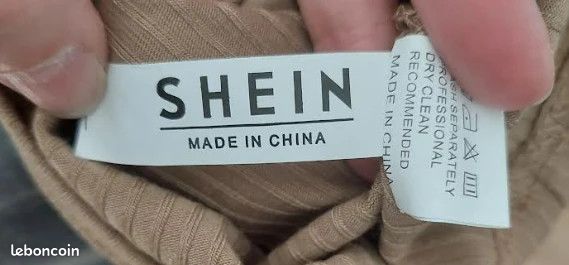 SHEIN
MADE IN CHINA
WASH SEPARATELY
PROFESSIONAL
DRY CLEAN
RECOMMENDED
MADE IN CHINA
leboncoin